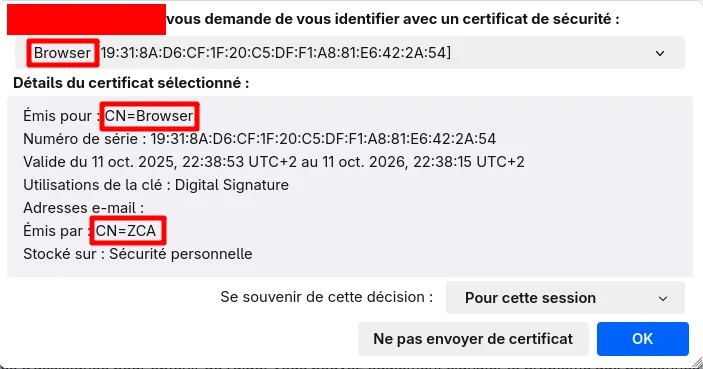 vous demande de vous identifier avec un certificat de sécurité :
Browser 19:31:8A:D6:CF:1F:20:C5:DF:F1:A8:81:E6:42:2A:54]
Détails du certificat sélectionné :
Émis pour : CN=Browser
Numéro de série : 19:31:8A:D6:CF:1F:20:C5:DF:F1:A8:81:E6:42:2A:54
Valide du 11 oct. 2025, 22:38:53 UTC+2 au 11 oct. 2026, 22:38:15 UTC+2
Utilisations de la clé : Digital Signature
Adresses e-mail :
Émis par : CN=ZCA
Stocké sur : Sécurité personnelle
Se souvenir de cette décision : Pour cette session
Ne pas envoyer de certificat OK